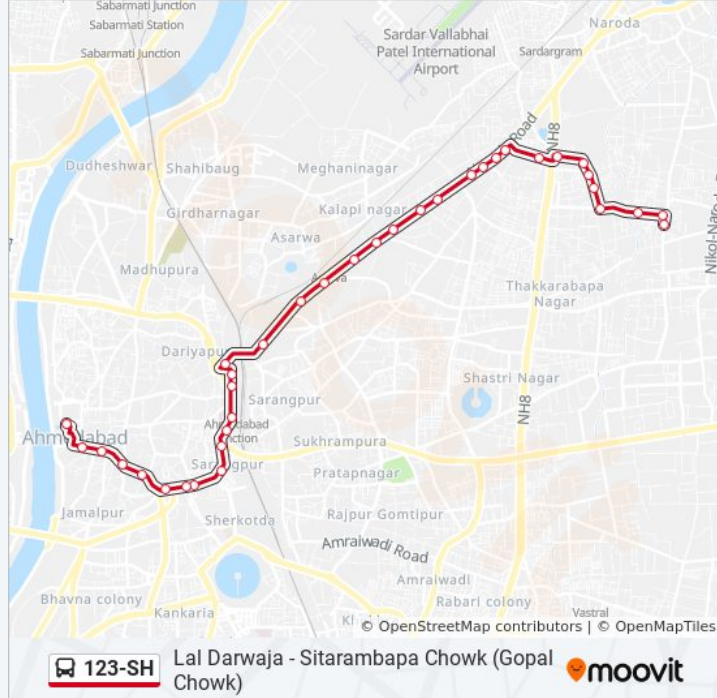 Sabarmati Junction
Sabarmati Station
Sabarmati Junction
Naroda
Sardar Vallabhai
Patel International
Airport
Sardargram
Road
NH8
Dudheshwar
Shahibaug
Meghaninagar
Girdharnagar
Kalapi nagar
Asarwa
Madhupura
Nikol-Naro
Thakkarabapa
Nagar
Dariyapu
Shastri Nagar
Sarangpur
NH8
Ahmedabad
Junction
Sukhrampura
Sarangpur
Pratapnagar
Jamalpur
Rajpur Gomtipur
Sherkotda
Amraiwadi Road
Amraiwadi
Bhavna colony
Rabari colony
Kankaria
Vastral
© OpenStreetMap contributors | © OpenMapTiles
123-SH
Lal Darwaja - Sitarambapa Chowk (Gopal
Chowk)
moovit